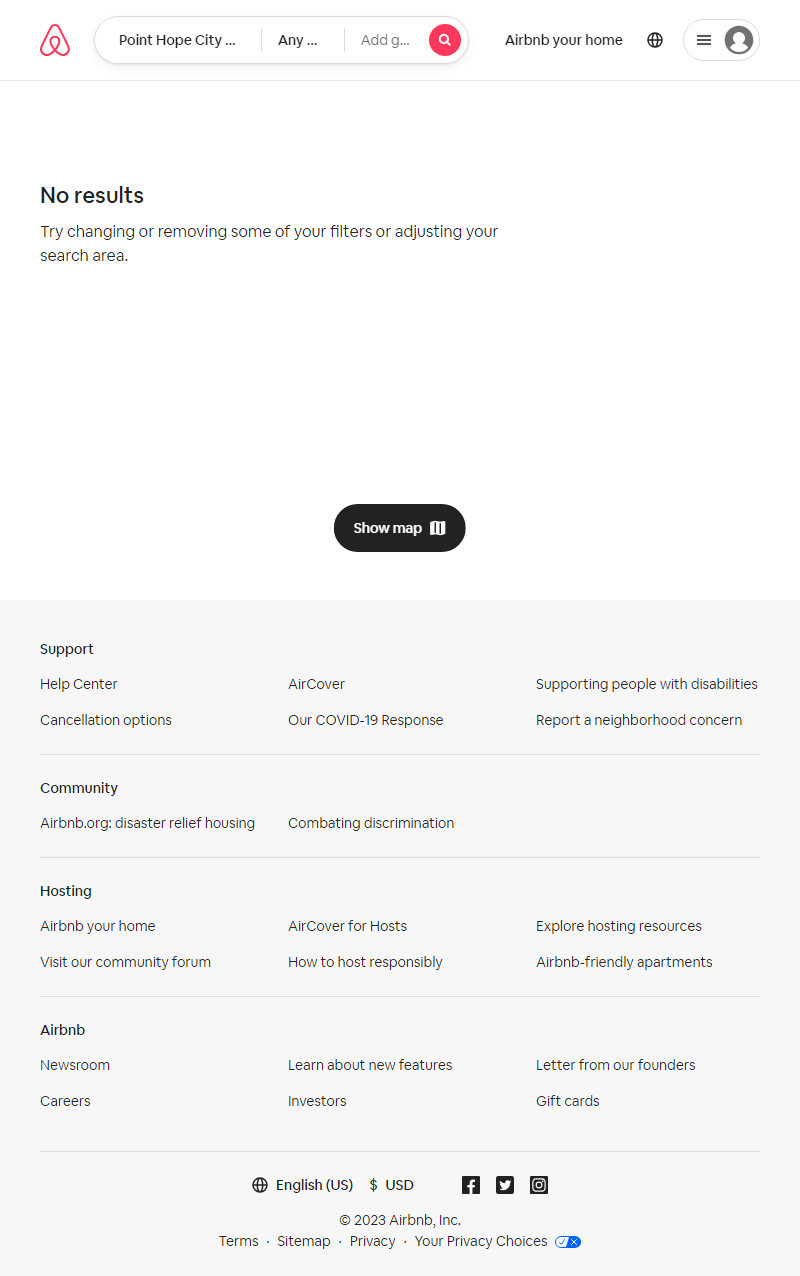 Point Hope City ... Any ... Add g... Airbnb your home
No results
Try changing or removing some of your filters or adjusting your
search area.
Show map
Support
Help Center AirCover Supporting people with disabilities
Cancellation options Our COVID-19 Response Report a neighborhood concern
Community
Airbnb.org: disaster relief housing Combating discrimination
Hosting
Airbnb your home AirCover for Hosts Explore hosting resources
Visit our community forum How to host responsibly Airbnb-friendly apartments
Airbnb
Newsroom Learn about new features Letter from our founders
Careers Investors Gift cards
English (US) $ USD
© 2023 Airbnb, Inc.
Terms · Sitemap · Privacy · Your Privacy Choices